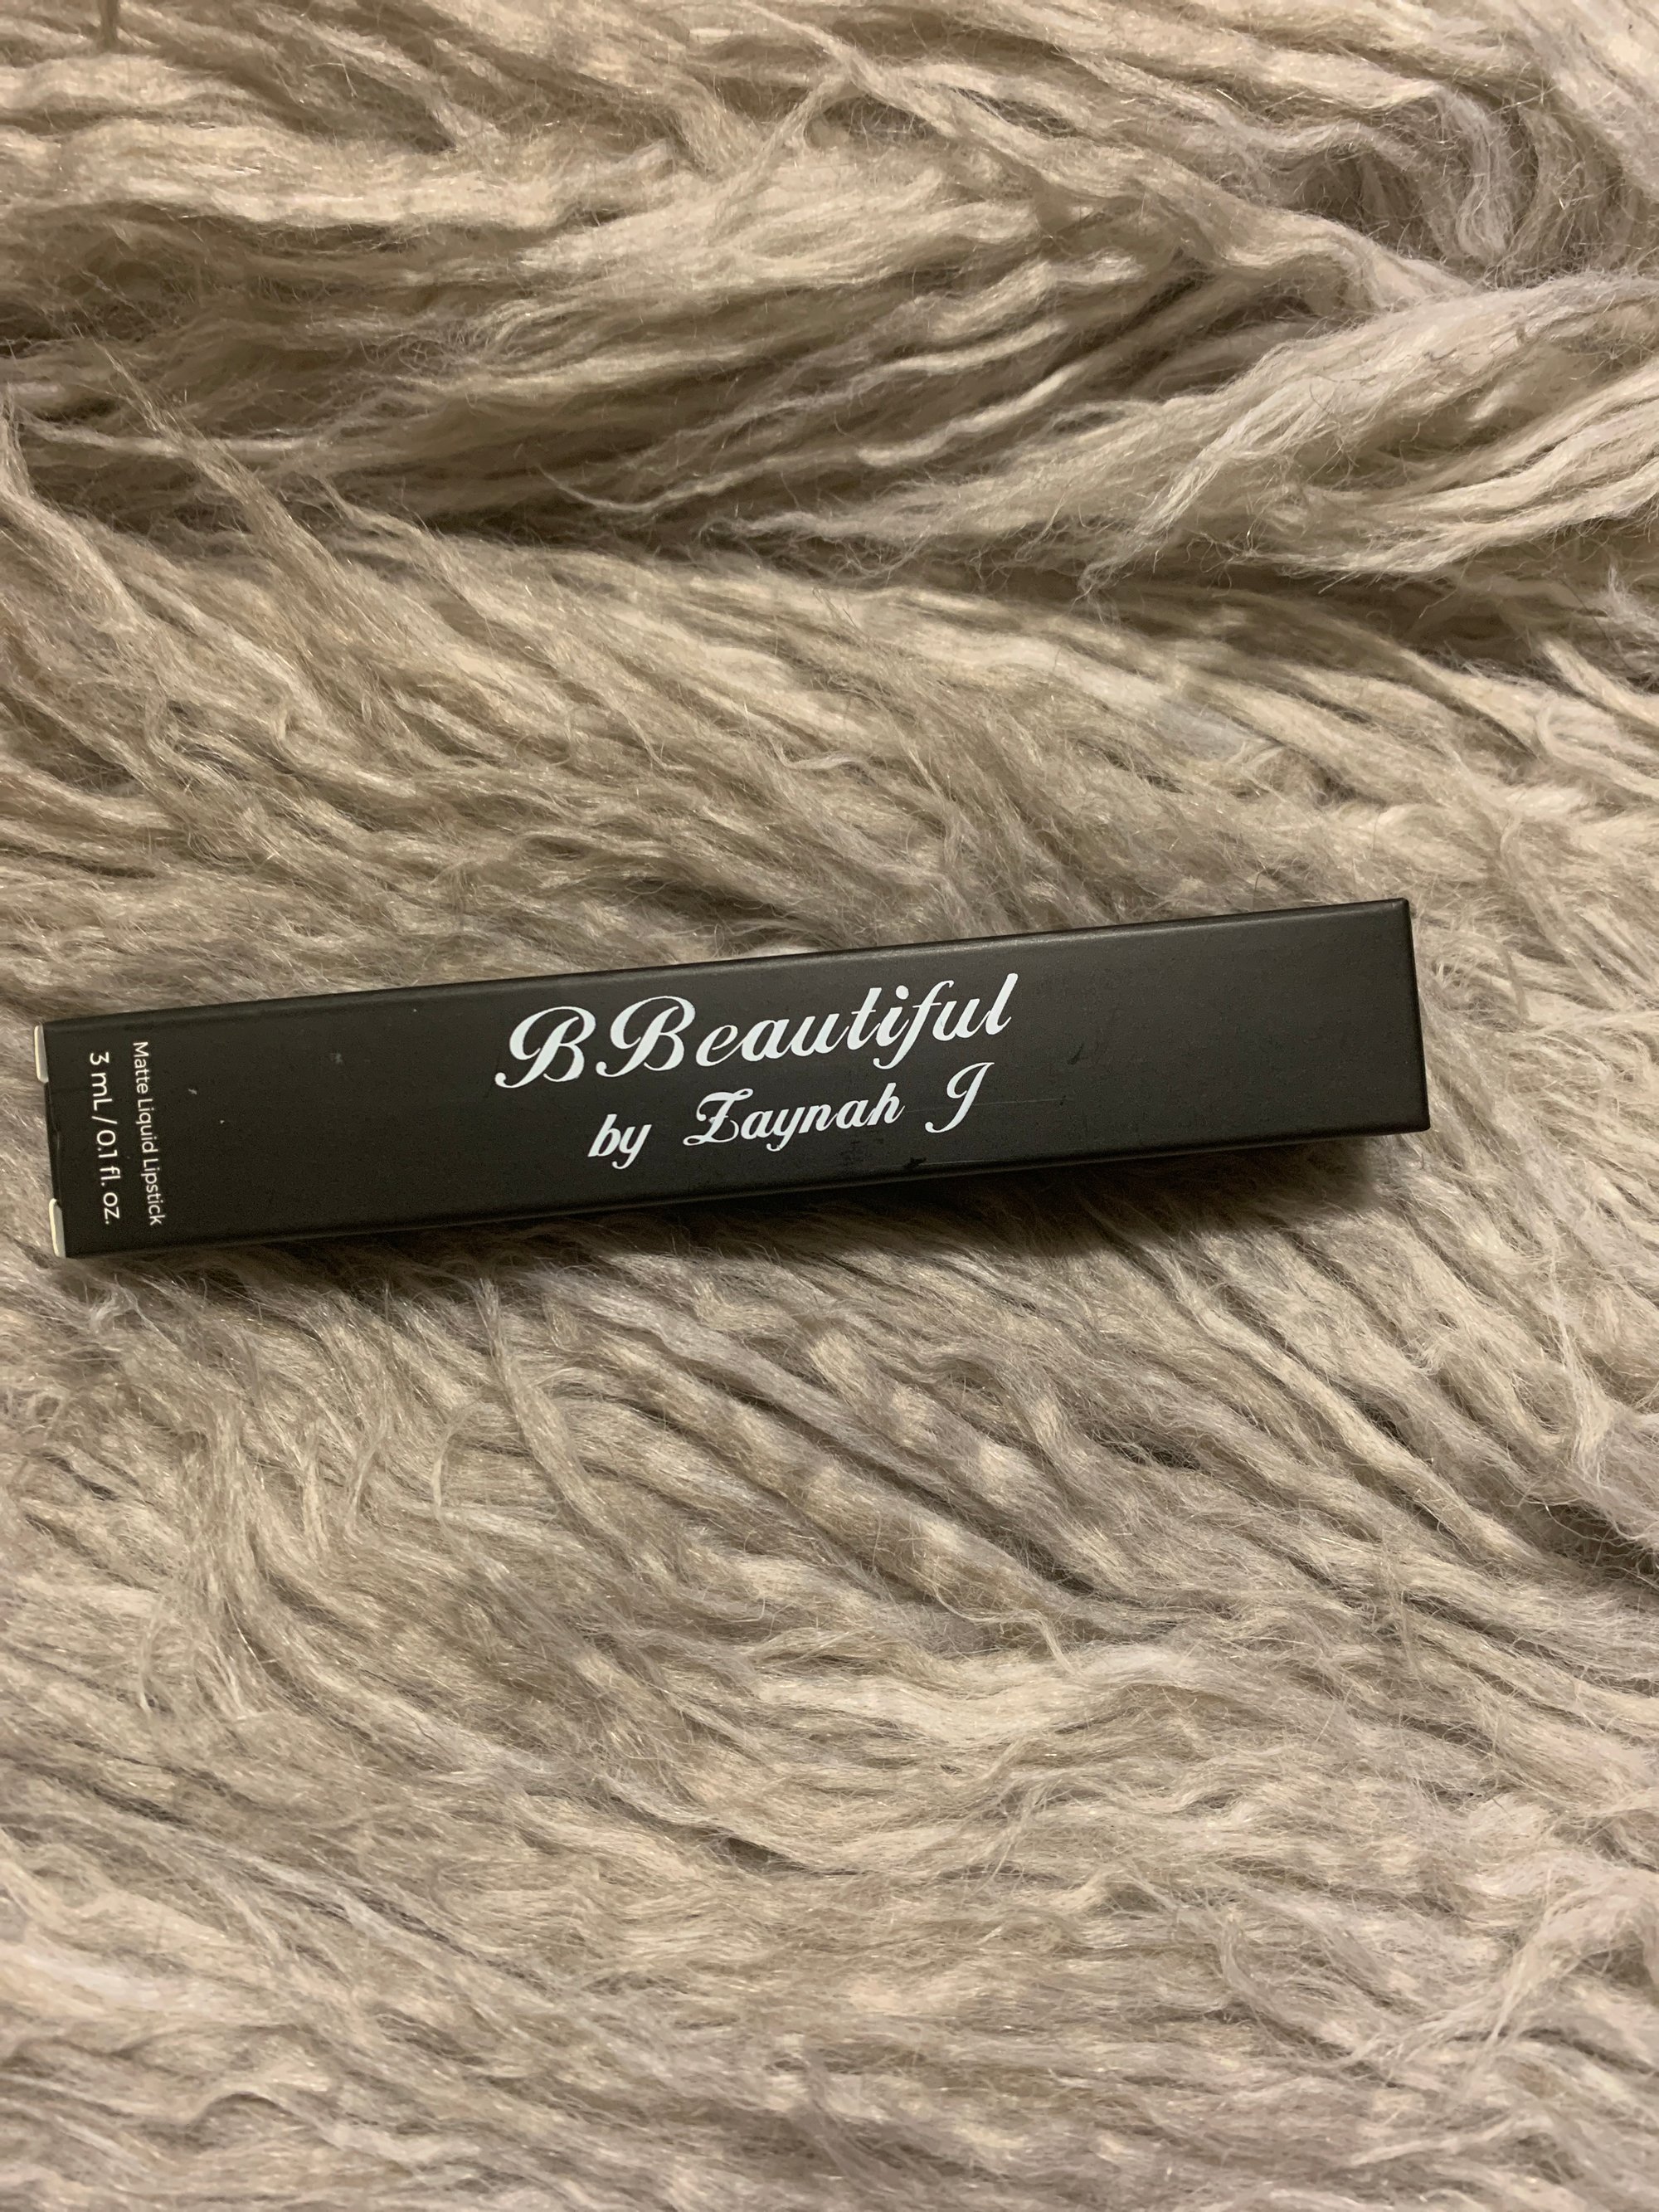 BBeautiful
by Zaynah J
Matte Liquid Lipstick
3 mL/0.1 fl. oz.